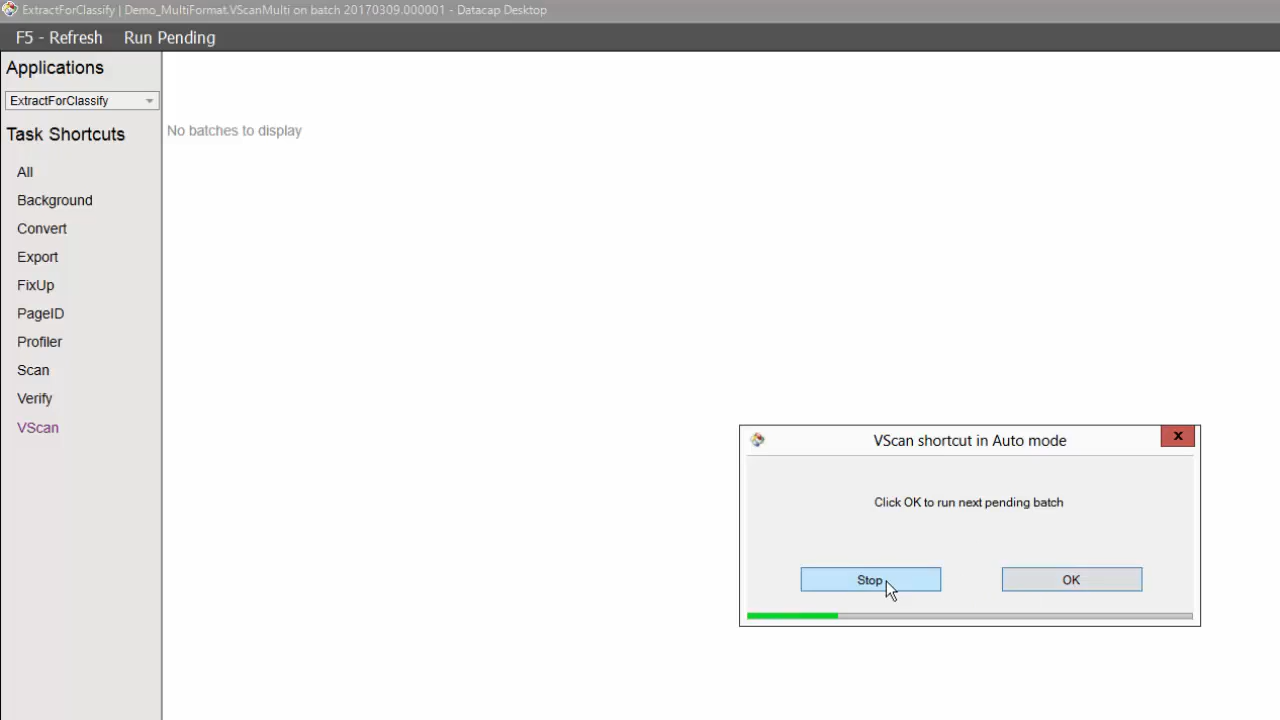 ExtractForClassify | Demo_MultiFormat.VScanMulti on batch 20170309.000001 - Datacap Desktop
F5 - Refresh Run Pending
Applications
ExtractForClassify
Task Shortcuts
No batches to display
All
Background
Convert
Export
FixUp
PageID
Profiler
Scan
Verify
VScan
VScan shortcut in Auto mode
x
Click OK to run next pending batch
Stop OK